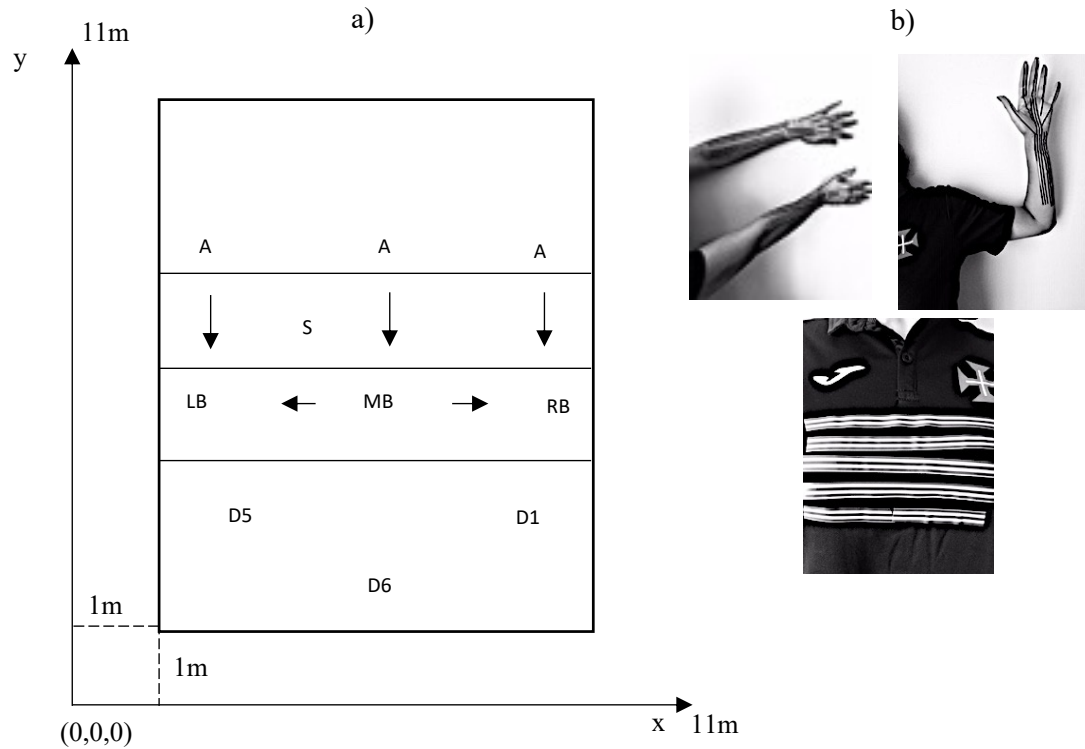 a)
b)
11m
y
A A A
S
LB MB RB
D5 D1
D6
1m
1m
x 11m
(0,0,0)